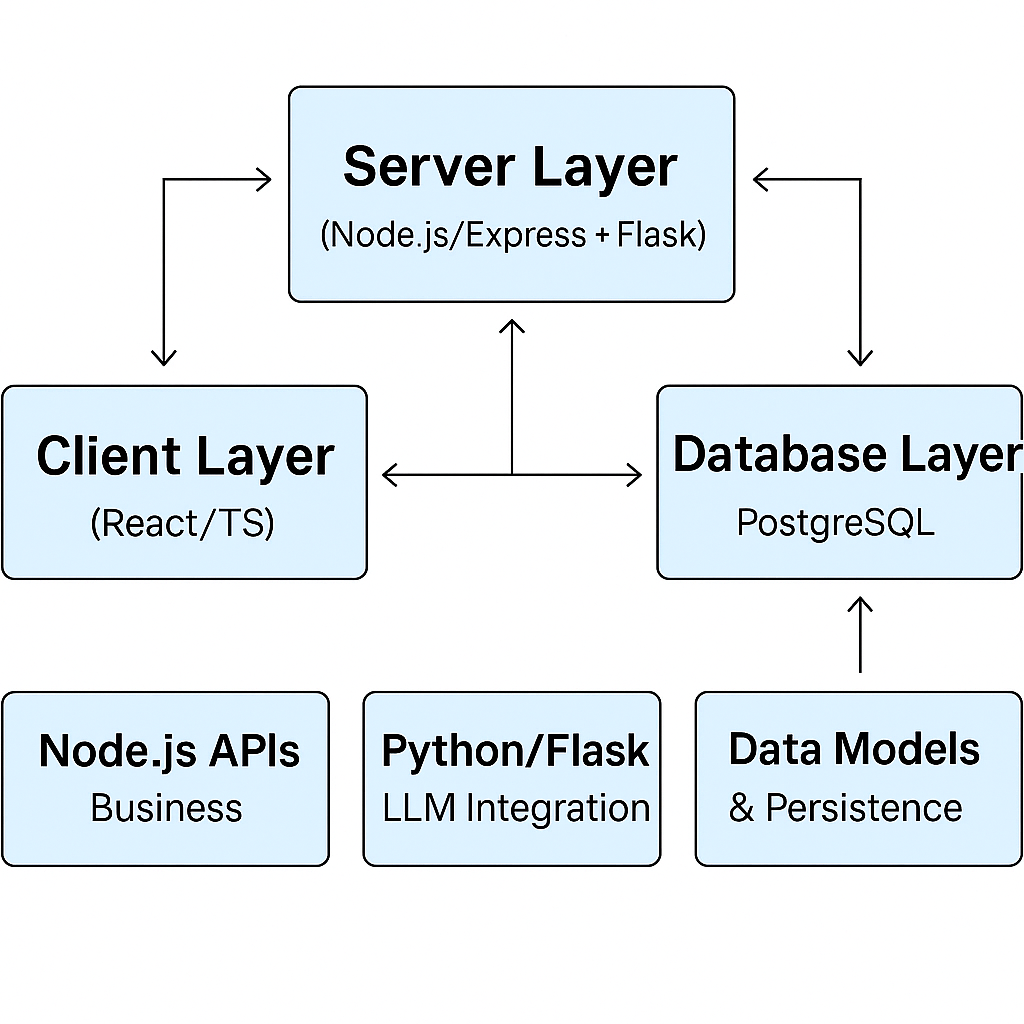 Server Layer
(Node.js/Express + Flask)
Client Layer
(React/TS)
Database Layer
PostgreSQL
Node.js APIs
Business
Python/Flask
LLM Integration
Data Models
& Persistence